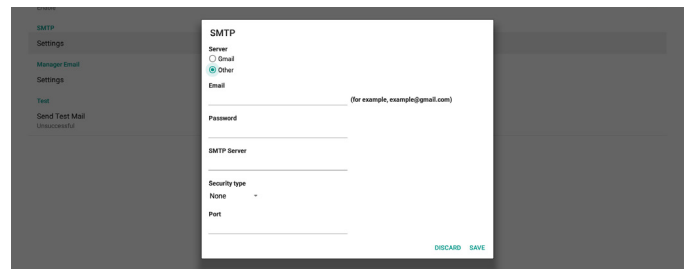 Enable
SMTP
Settings
Manager Email
Settings
Test
Send Test Mail
Unsuccessful
SMTP
Server
Gmail
Other
Email
(for example, example@gmail.com)
Password
SMTP Server
Security type
None
Port
DISCARD SAVE